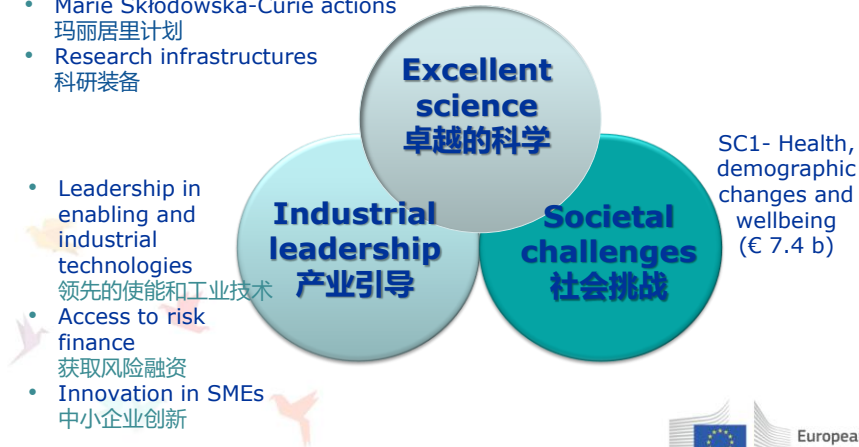 • Marie Skłodowska-Curie actions
玛丽居里计划
• Research infrastructures
科研装备
Excellent
science
卓越的科学
SC1- Health,
demographic
changes and
wellbeing
(€ 7.4 b)
• Leadership in
enabling and
industrial
technologies
领先的使能和工业技术
• Access to risk
finance
获取风险融资
• Innovation in SMEs
中小企业创新
Industrial
leadership
产业引导
Societal
challenges
社会挑战
Europea